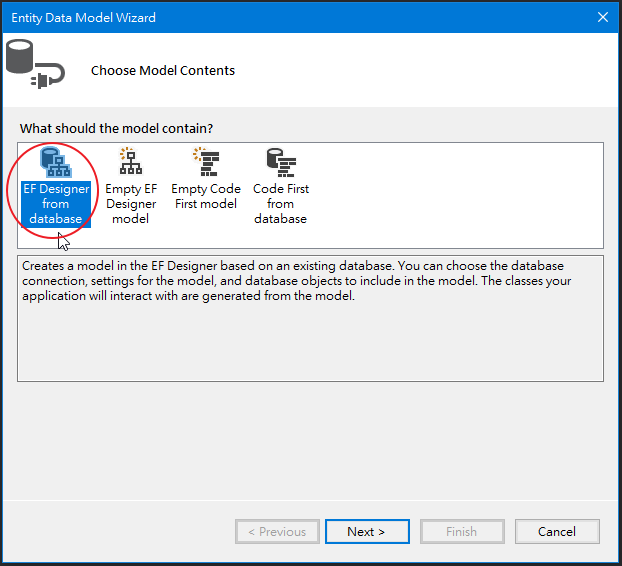 Entity Data Model Wizard
Choose Model Contents
What should the model contain?
EF Designer
from
database
Empty EF
Designer
model
Empty Code
First model
Code First
from
database
Creates a model in the EF Designer based on an existing database. You can choose the database
connection, settings for the model, and database objects to include in the model. The classes your
application will interact with are generated from the model.
< Previous
Next >
Finish
Cancel